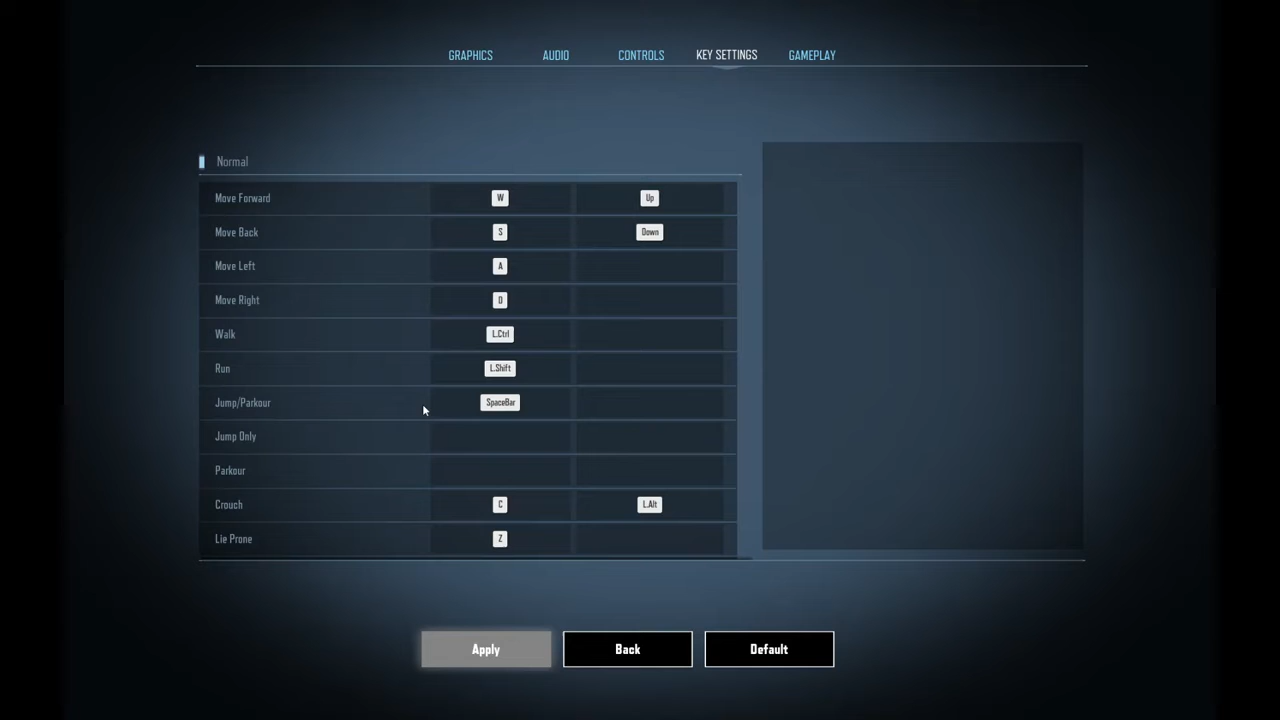 GRAPHICS AUDIO CONTROLS KEY SETTINGS GAMEPLAY
Normal
Move Forward W Up
Move Back S Down
Move Left A
Move Right D
Walk L.Ctrl
Run L.Shift
Jump/Parkour SpaceBar
Jump Only
Parkour
Crouch C L.Alt
Lie Prone Z
Apply Back Default